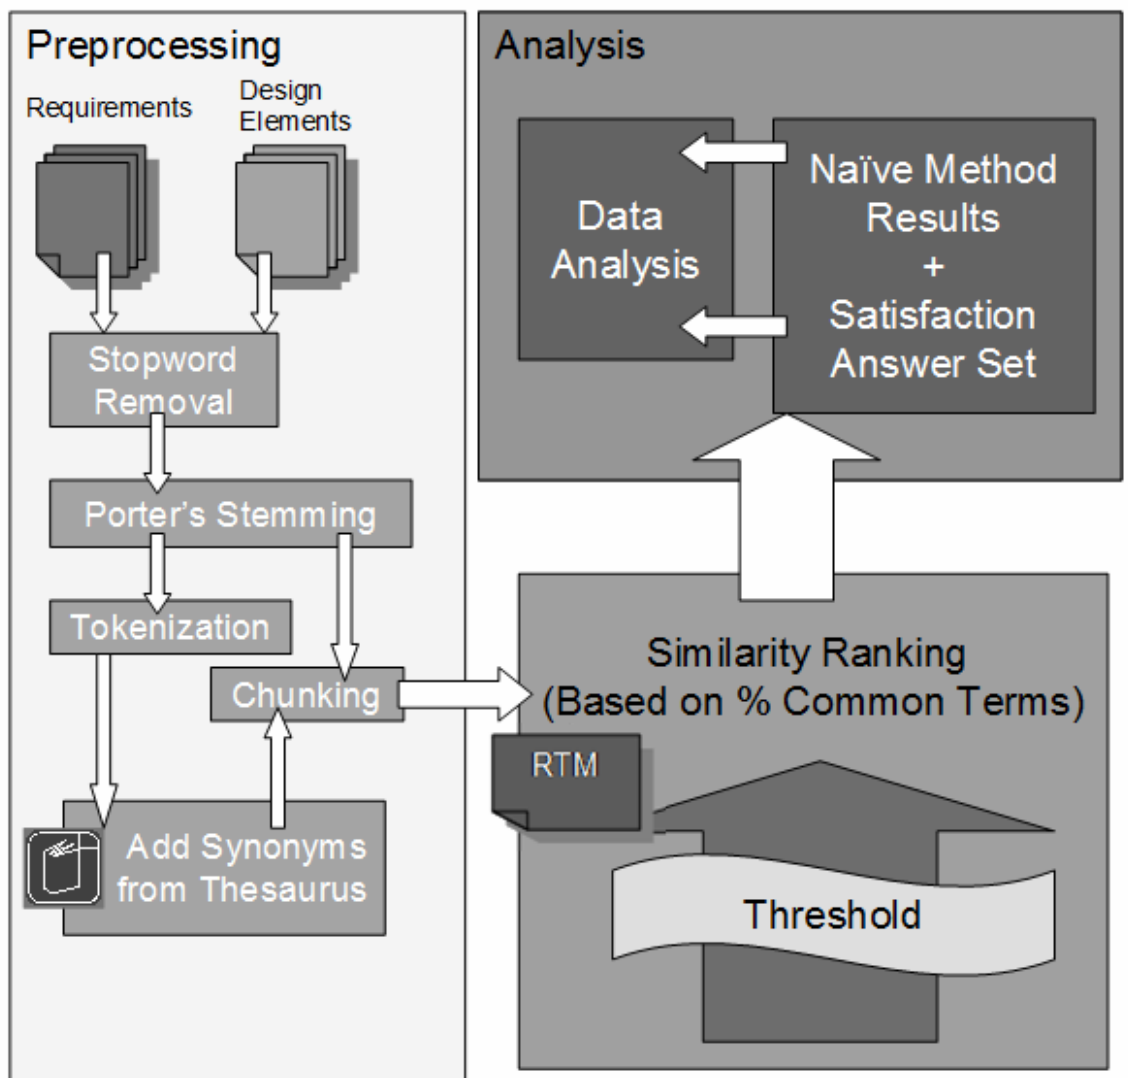 Preprocessing
Requirements
Design
Elements
Stopword
Removal
Porter's Stemming
Tokenization
Chunking
Add Synonyms
from Thesaurus
Analysis
Data
Analysis
Naïve Method
Results
+
Satisfaction
Answer Set
Similarity Ranking
(Based on % Common Terms)
RTM
Threshold